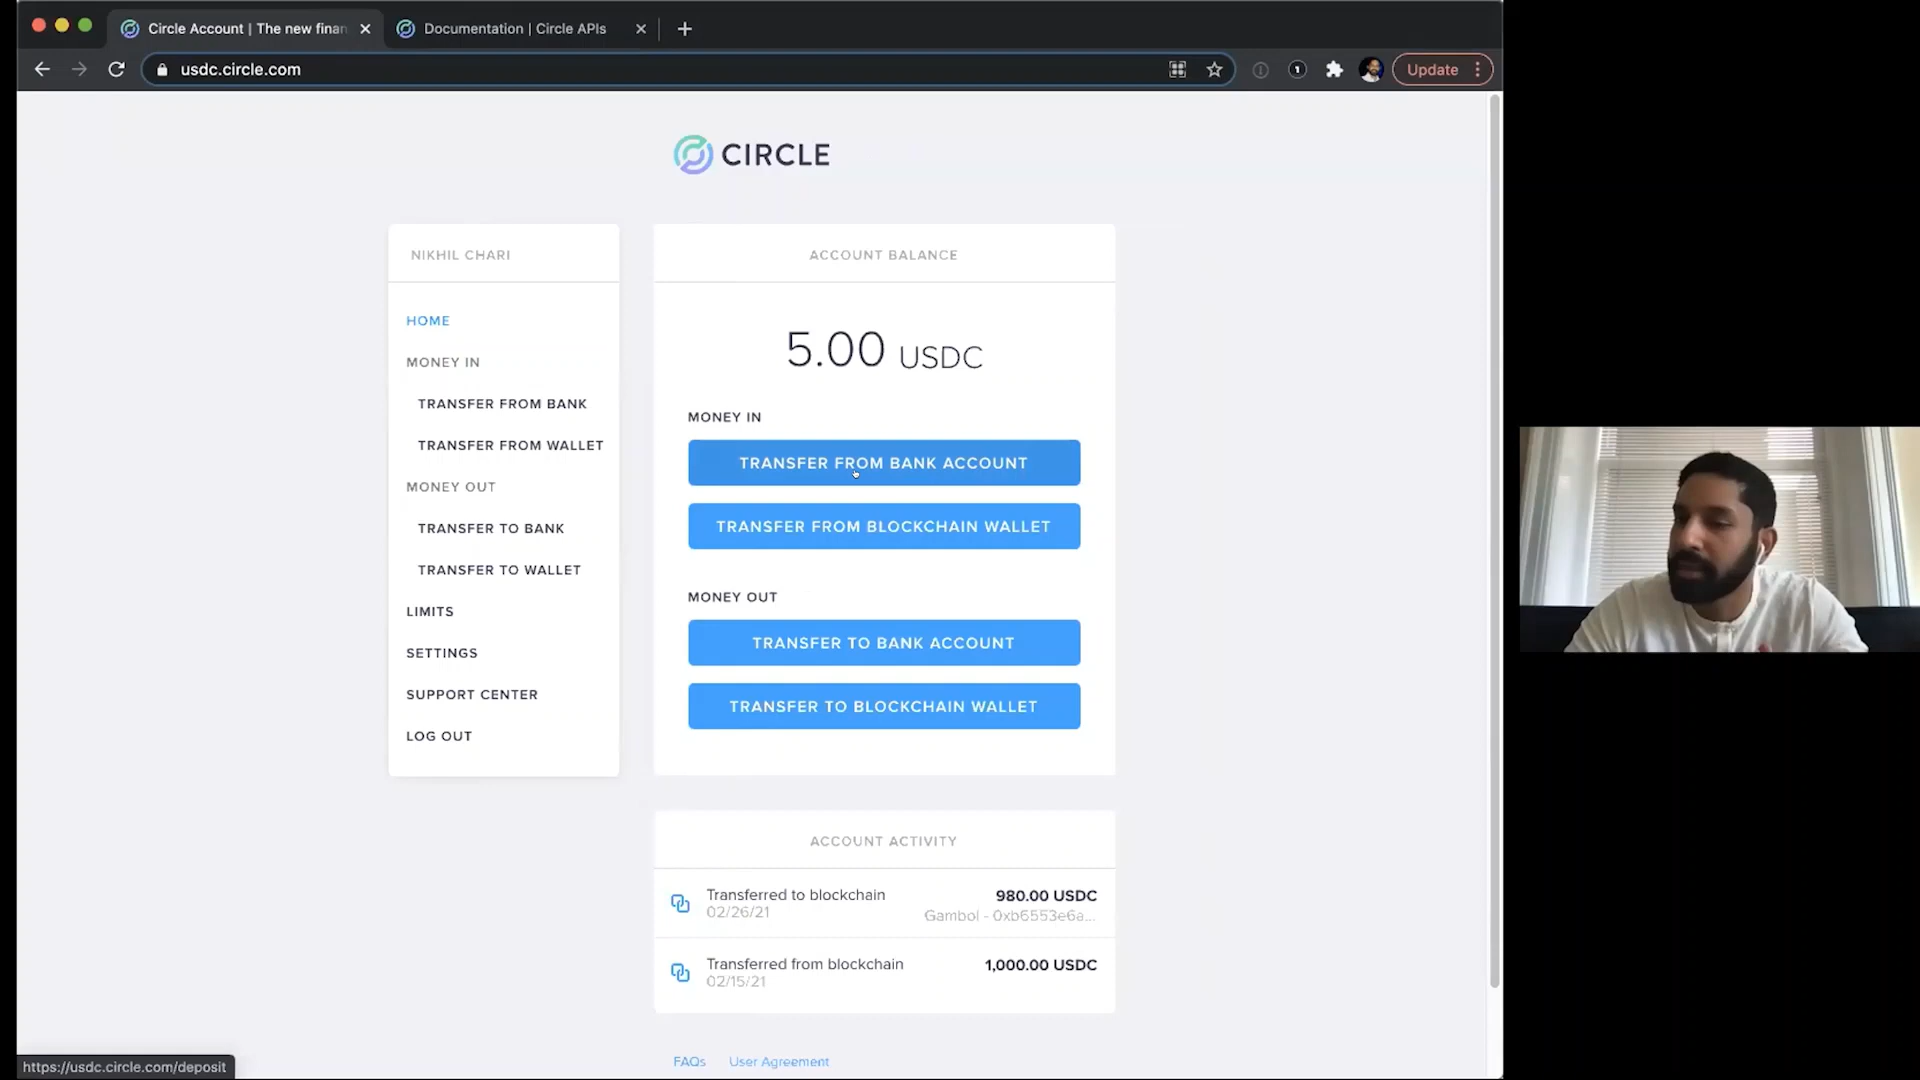 Circle Account | The new finan
Documentation | Circle APIs
usdc.circle.com
Update
CIRCLE
NIKHIL CHARI
HOME
MONEY IN
TRANSFER FROM BANK
TRANSFER FROM WALLET
MONEY OUT
TRANSFER TO BANK
TRANSFER TO WALLET
LIMITS
SETTINGS
SUPPORT CENTER
LOG OUT
ACCOUNT BALANCE
5.00 USDC
MONEY IN
TRANSFER FROM BANK ACCOUNT
TRANSFER FROM BLOCKCHAIN WALLET
MONEY OUT
TRANSFER TO BANK ACCOUNT
TRANSFER TO BLOCKCHAIN WALLET
ACCOUNT ACTIVITY
Transferred to blockchain 980.00 USDC
02/26/21 Gambol - 0xb6553e6a...
Transferred from blockchain 1,000.00 USDC
02/15/21
FAQs User Agreement
https://usdc.circle.com/deposit